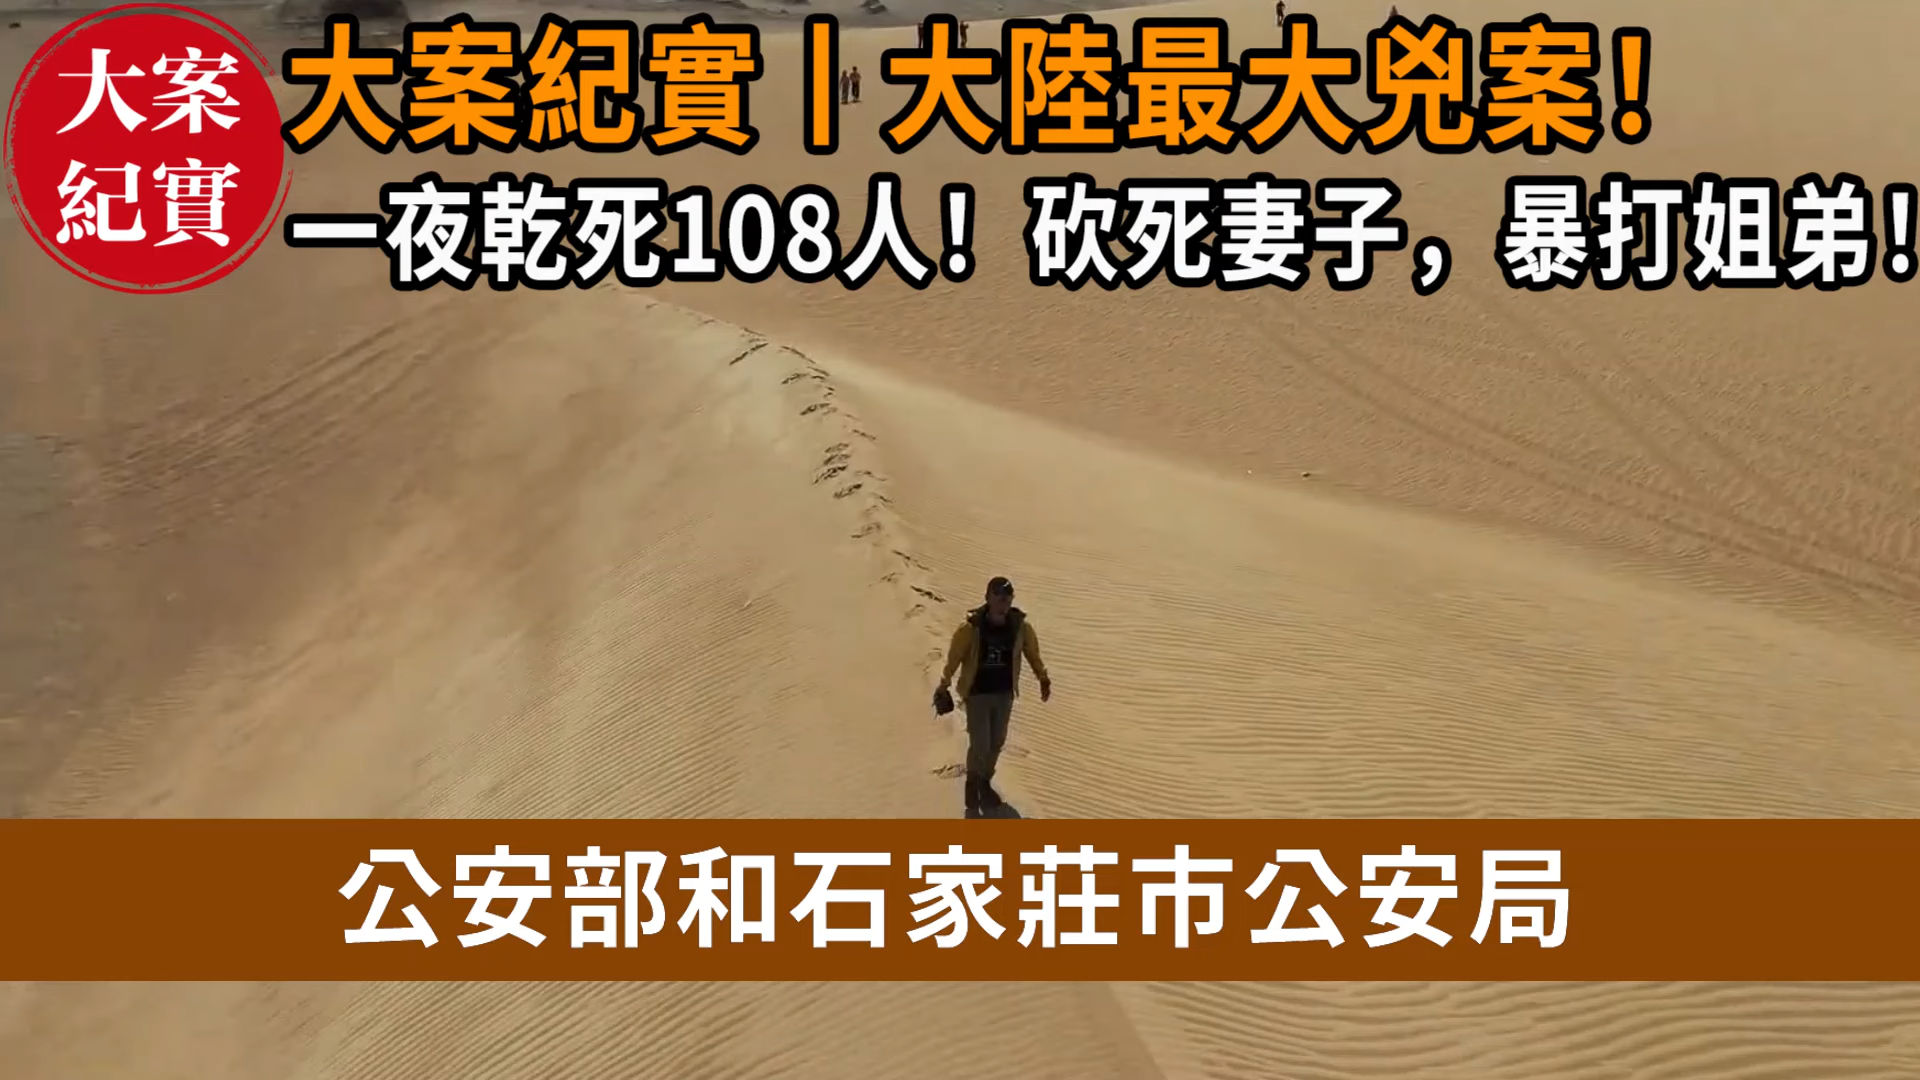 大案
紀實
大案紀實┃大陸最大兇案！
一夜乾死108人！砍死妻子，暴打姐弟！
公安部和石家莊市公安局